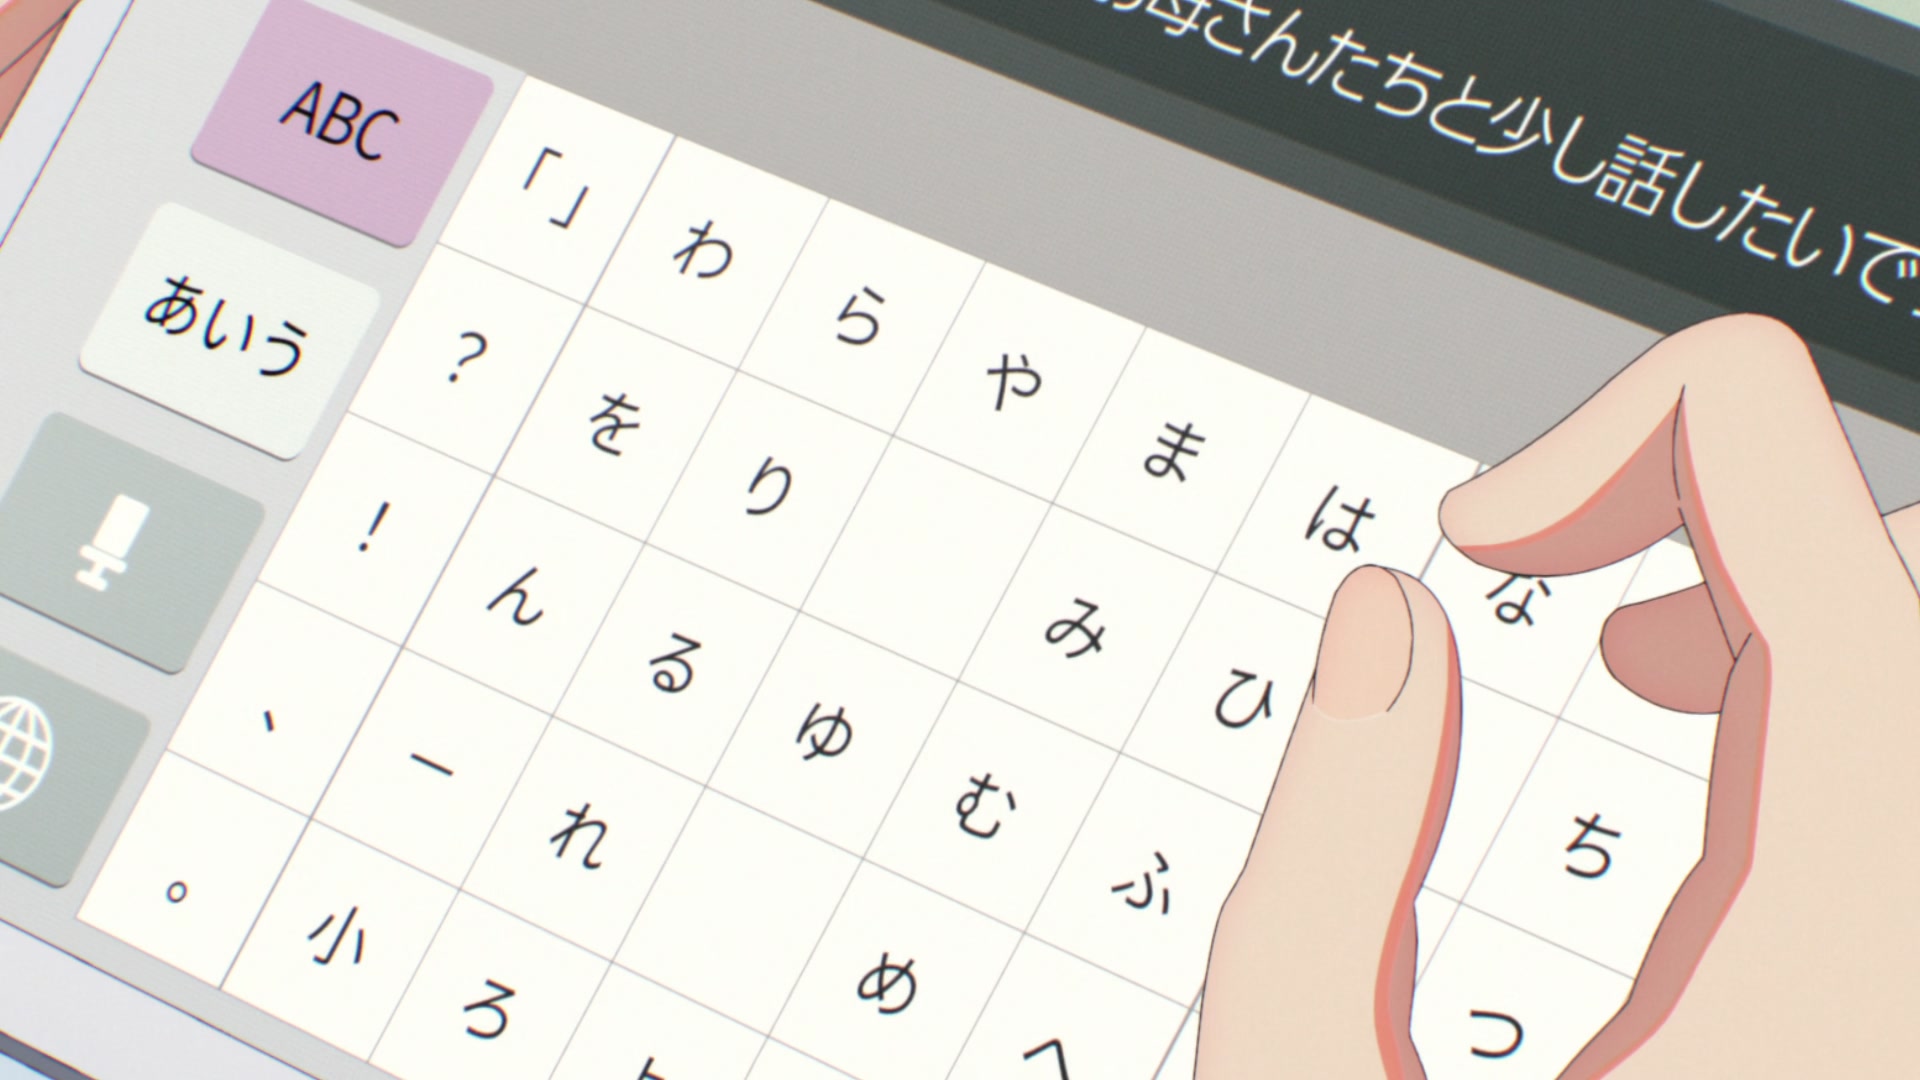 母さんたちと少し話したいで
ABC
あいう
「」 わ ら や ま は な
? を り み ひ ち
! ん る ゆ む ふ つ
、 ー れ め へ
。 小 ろ